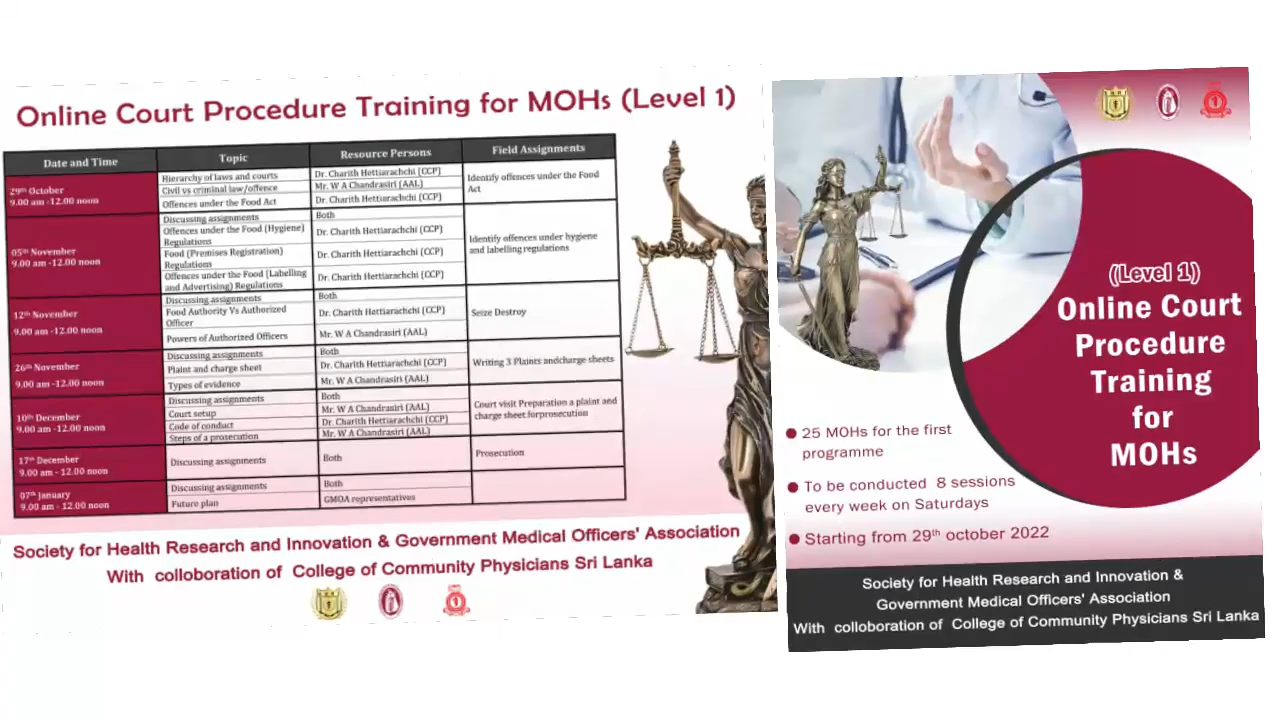 Online Court Procedure Training for MOHs (Level 1)
Date and Time
Topic
Resource Persons
Field Assignments
29th October
9.00 am -12.00 noon
Hierarchy of laws and courts
Dr. Charith Hettiarachchi (CCP)
Civil vs criminal law/offence
Mr. W A Chandrasiri (AAL)
Offences under the Food Act
Dr. Charith Hettiarachchi (CCP)
Identify offences under the Food
Act
05th November
9.00 am -12.00 noon
Discussing assignments
Both
Offences under the Food (Hygiene)
Regulations
Dr. Charith Hettiarachchi (CCP)
Food (Premises Registration)
Regulations
Dr. Charith Hettiarachchi (CCP)
Offences under the Food (Labelling
and Advertising) Regulations
Dr. Charith Hettiarachchi (CCP)
Identify offences under hygiene
and labelling regulations
12th November
9.00 am -12.00 noon
Discussing assignments
Both
Food Authority Vs Authorized
Officer
Dr. Charith Hettiarachchi (CCP)
Powers of Authorized Officers
Mr. W A Chandrasiri (AAL)
Seize Destroy
26th November
9.00 am -12.00 noon
Discussing assignments
Both
Plaint and charge sheet
Dr. Charith Hettiarachchi (CCP)
Types of evidence
Mr. W A Chandrasiri (AAL)
Writing 3 Plaints andcharge sheets
10th December
9.00 am -12.00 noon
Discussing assignments
Both
Court setup
Mr. W A Chandrasiri (AAL)
Code of conduct
Dr. Charith Hettiarachchi (CCP)
Steps of a prosecution
Mr. W A Chandrasiri (AAL)
Court visit Preparation a plaint and
charge sheet forprosecution
17th December
9.00 am -12.00 noon
Discussing assignments
Both
Prosecution
07th January
9.00 am -12.00 noon
Discussing assignments
Both
Future plan
GMOA representatives
Society for Health Research and Innovation & Government Medical Officers' Association
With colloboration of College of Community Physicians Sri Lanka
(Level 1)
Online Court
Procedure
Training
for
MOHs
25 MOHs for the first
programme
To be conducted 8 sessions
every week on Saturdays
Starting from 29th october 2022
Society for Health Research and Innovation &
Government Medical Officers' Association
With colloboration of College of Community Physicians Sri Lanka